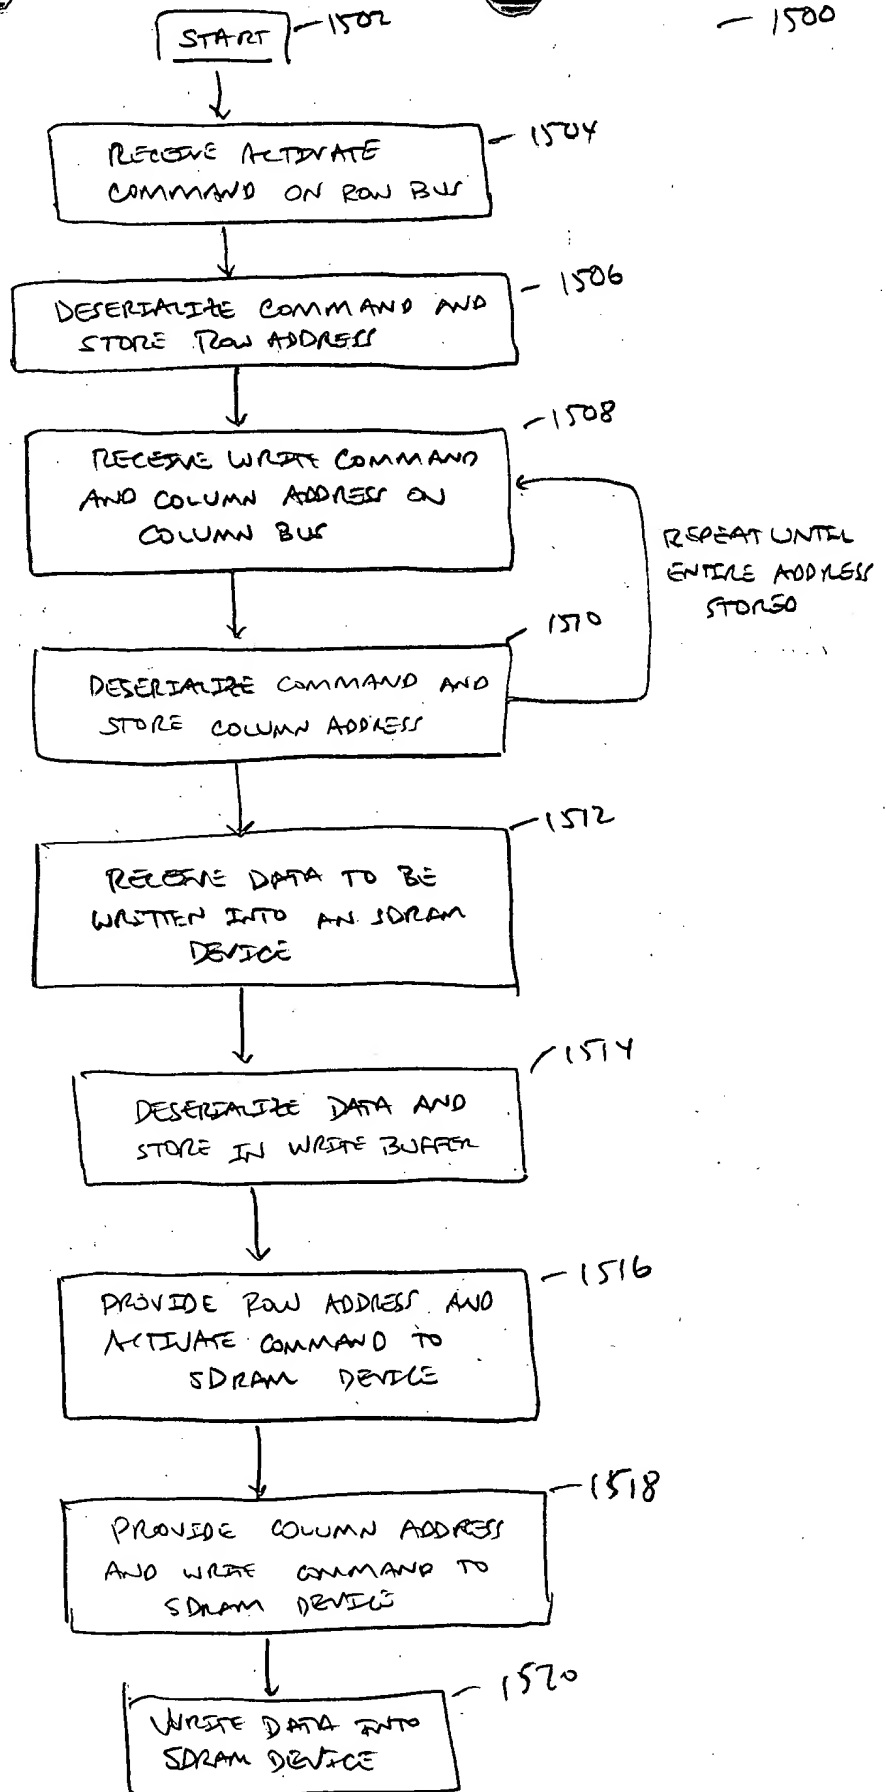 1500
START
1502
RECEIVE ACTIVATE
COMMAND ON ROW BUS
1504
DESERIALIZE COMMAND AND
STORE ROW ADDRESS
1506
RECEIVE WRITE COMMAND
AND COLUMN ADDRESS ON
COLUMN BUS
1508
REPEAT UNTIL
ENTIRE ADDRESS
STORED
DESERIALIZE COMMAND AND
STORE COLUMN ADDRESS
1510
RECEIVE DATA TO BE
WRITTEN INTO AN SDRAM
DEVICE
1512
DESERIALIZE DATA AND
STORE IN WRITE BUFFER
1514
PROVIDE ROW ADDRESS AND
ACTIVATE COMMAND TO
SDRAM DEVICE
1516
PROVIDE COLUMN ADDRESS
AND WRITE COMMAND TO
SDRAM DEVICE
1518
WRITE DATA INTO
SDRAM DEVICE
1520